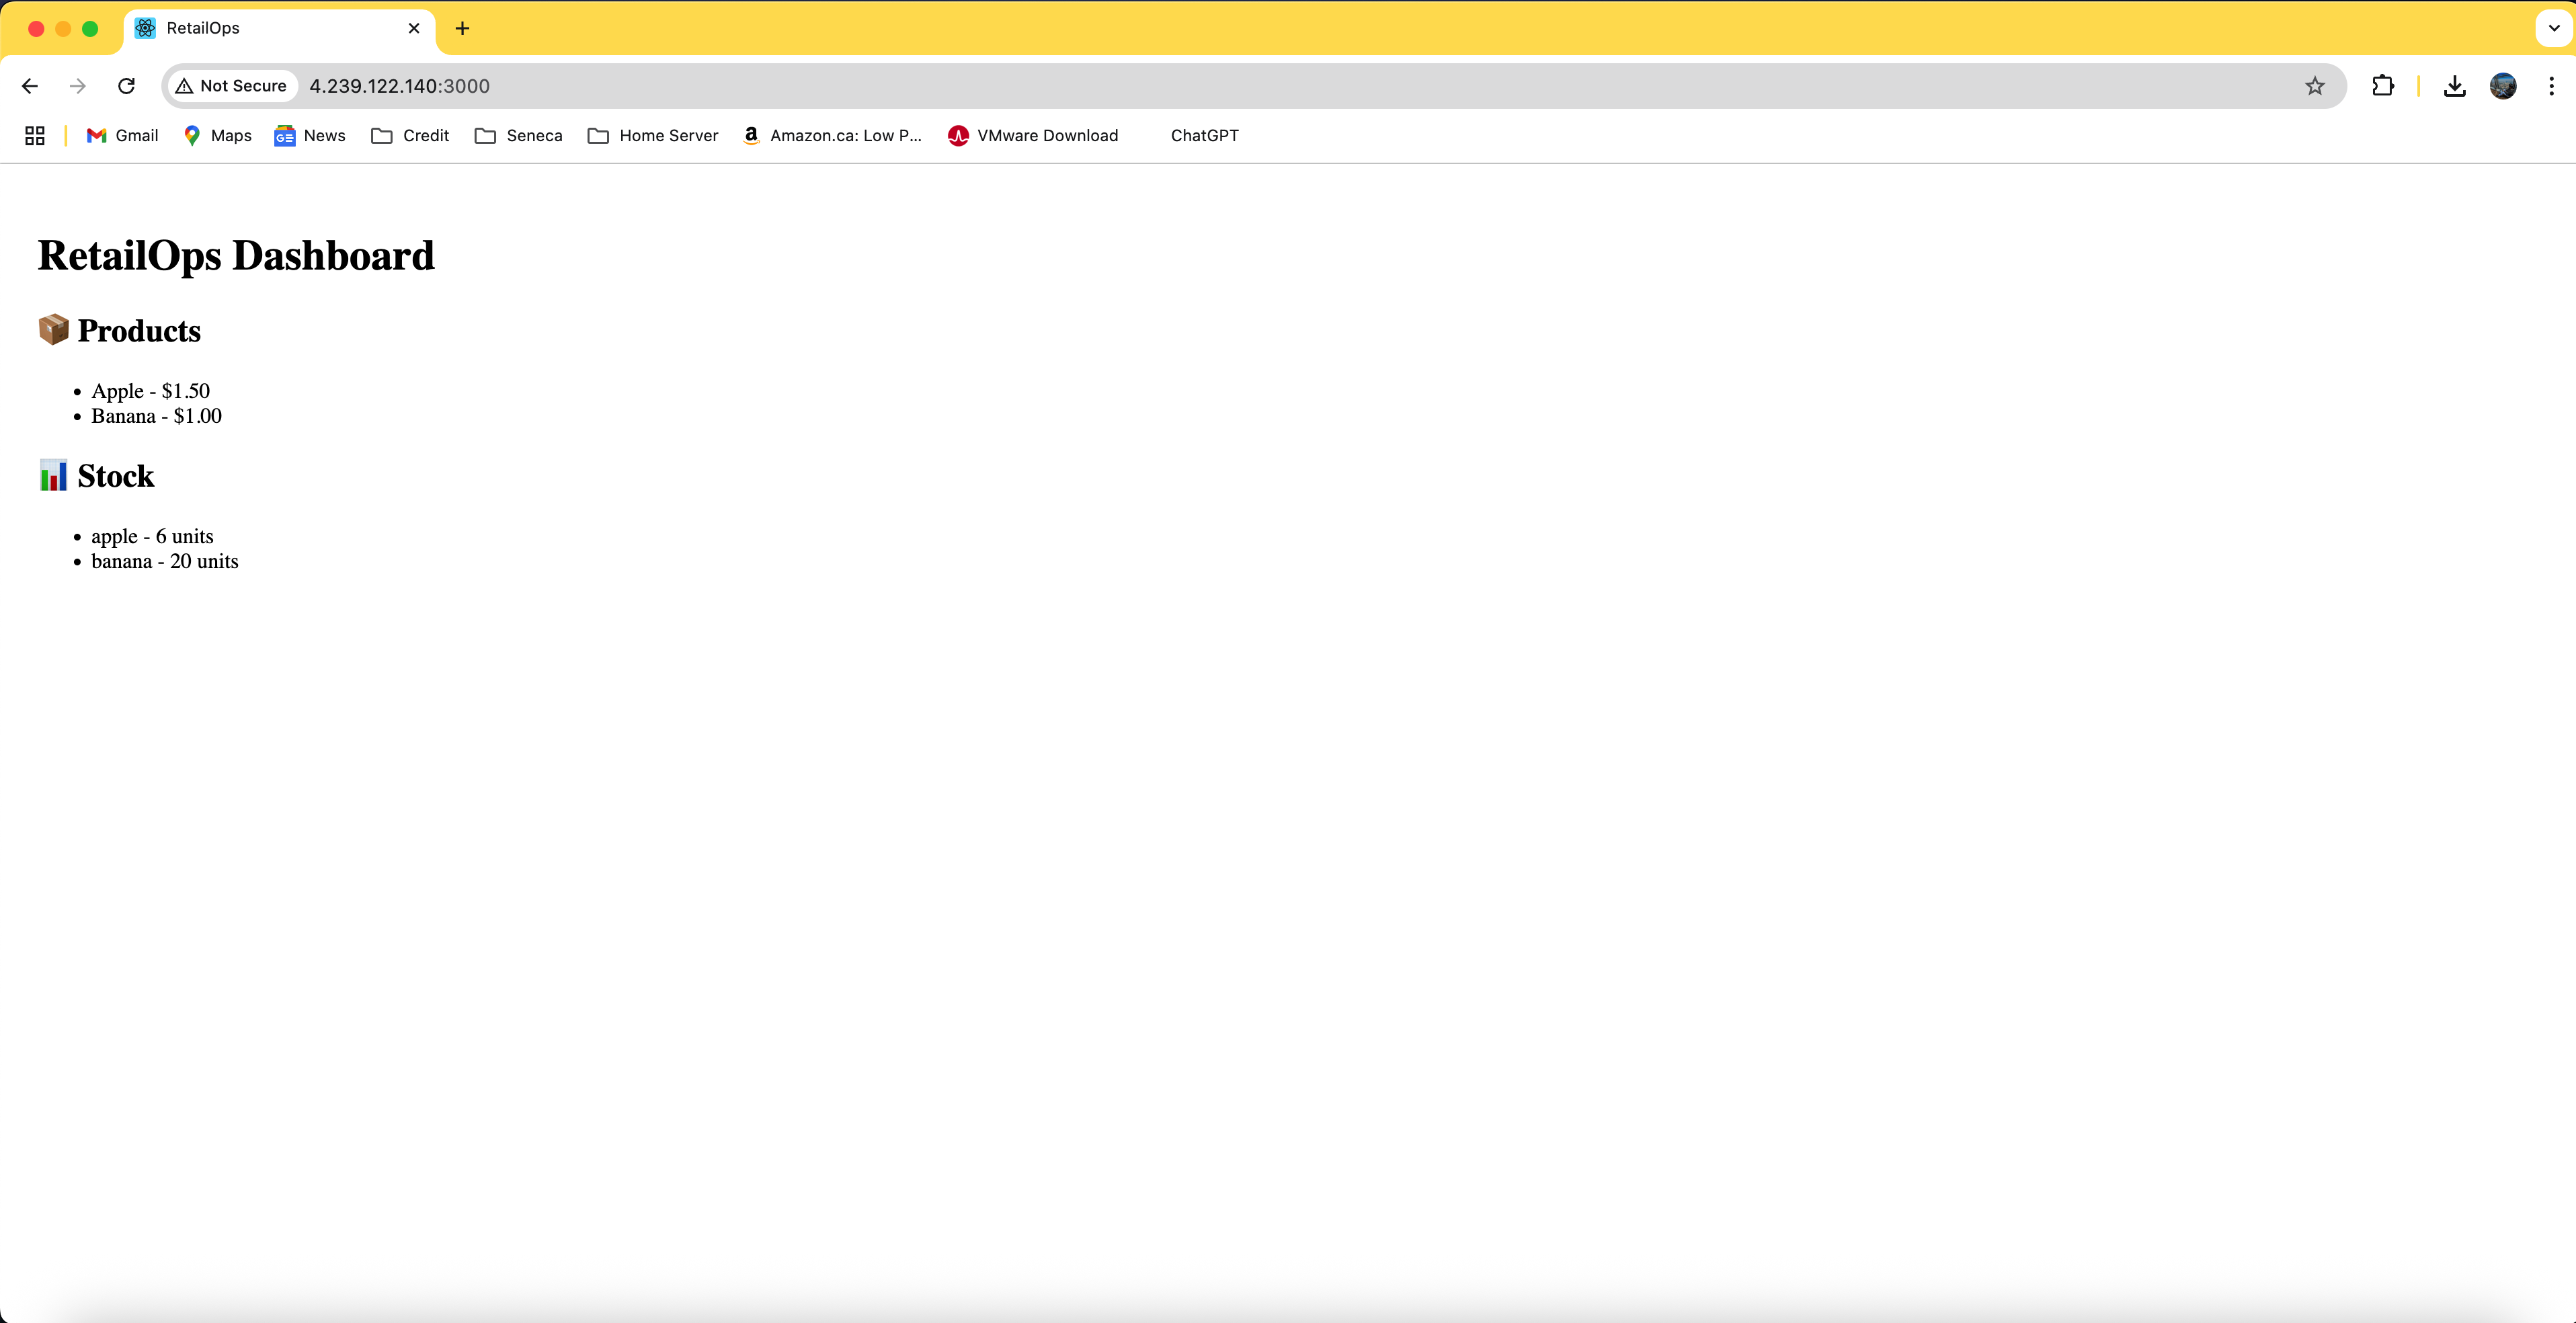 RetailOps
Not Secure 4.239.122.140:3000
Gmail Maps News Credit Seneca Home Server Amazon.ca: Low P... VMware Download ChatGPT
RetailOps Dashboard
📦 Products
• Apple - $1.50
• Banana - $1.00
📊 Stock
• apple - 6 units
• banana - 20 units